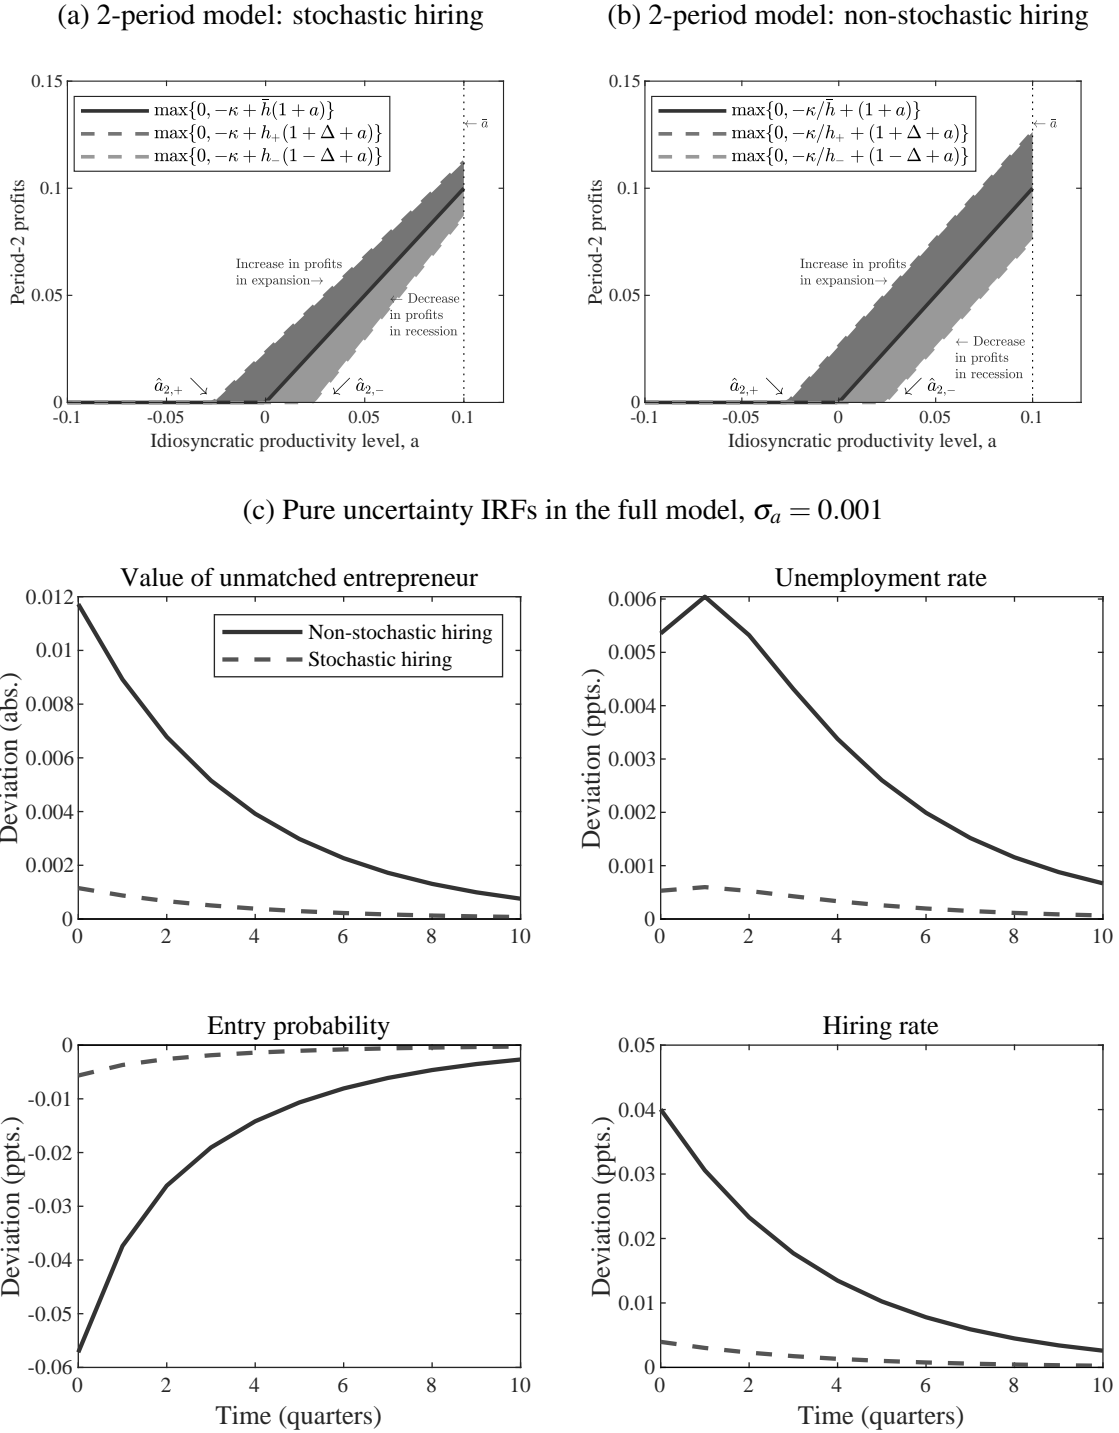 (a) 2-period model: stochastic hiring
0.15
max{0, −κ + h̄(1 + a)}
max{0, −κ + h₊(1 + Δ + a)}
max{0, −κ + h₋(1 − Δ + a)}
← ā
0.1
Period-2 profits
Increase in profits
in expansion→
0.05
← Decrease
in profits
in recession
â₂,₊
â₂,₋
0
-0.1
-0.05
0
0.05
0.1
Idiosyncratic productivity level, a
(b) 2-period model: non-stochastic hiring
0.15
max{0, −κ/h̄ + (1 + a)}
max{0, −κ/h₊ + (1 + Δ + a)}
max{0, −κ/h₋ + (1 − Δ + a)}
← ā
0.1
Period-2 profits
Increase in profits
in expansion→
0.05
← Decrease
in profits
in recession
â₂,₊
â₂,₋
0
-0.1
-0.05
0
0.05
0.1
Idiosyncratic productivity level, a
(c) Pure uncertainty IRFs in the full model, σₐ = 0.001
Value of unmatched entrepreneur
0.012
0.01
0.008
0.006
0.004
0.002
0
Deviation (abs.)
Non-stochastic hiring
Stochastic hiring
0
2
4
6
8
10
Unemployment rate
0.006
0.005
0.004
0.003
0.002
0.001
0
Deviation (ppts.)
0
2
4
6
8
10
Entry probability
0
-0.01
-0.02
-0.03
-0.04
-0.05
-0.06
Deviation (ppts.)
0
2
4
6
8
10
Time (quarters)
Hiring rate
0.05
0.04
0.03
0.02
0.01
0
Deviation (ppts.)
0
2
4
6
8
10
Time (quarters)